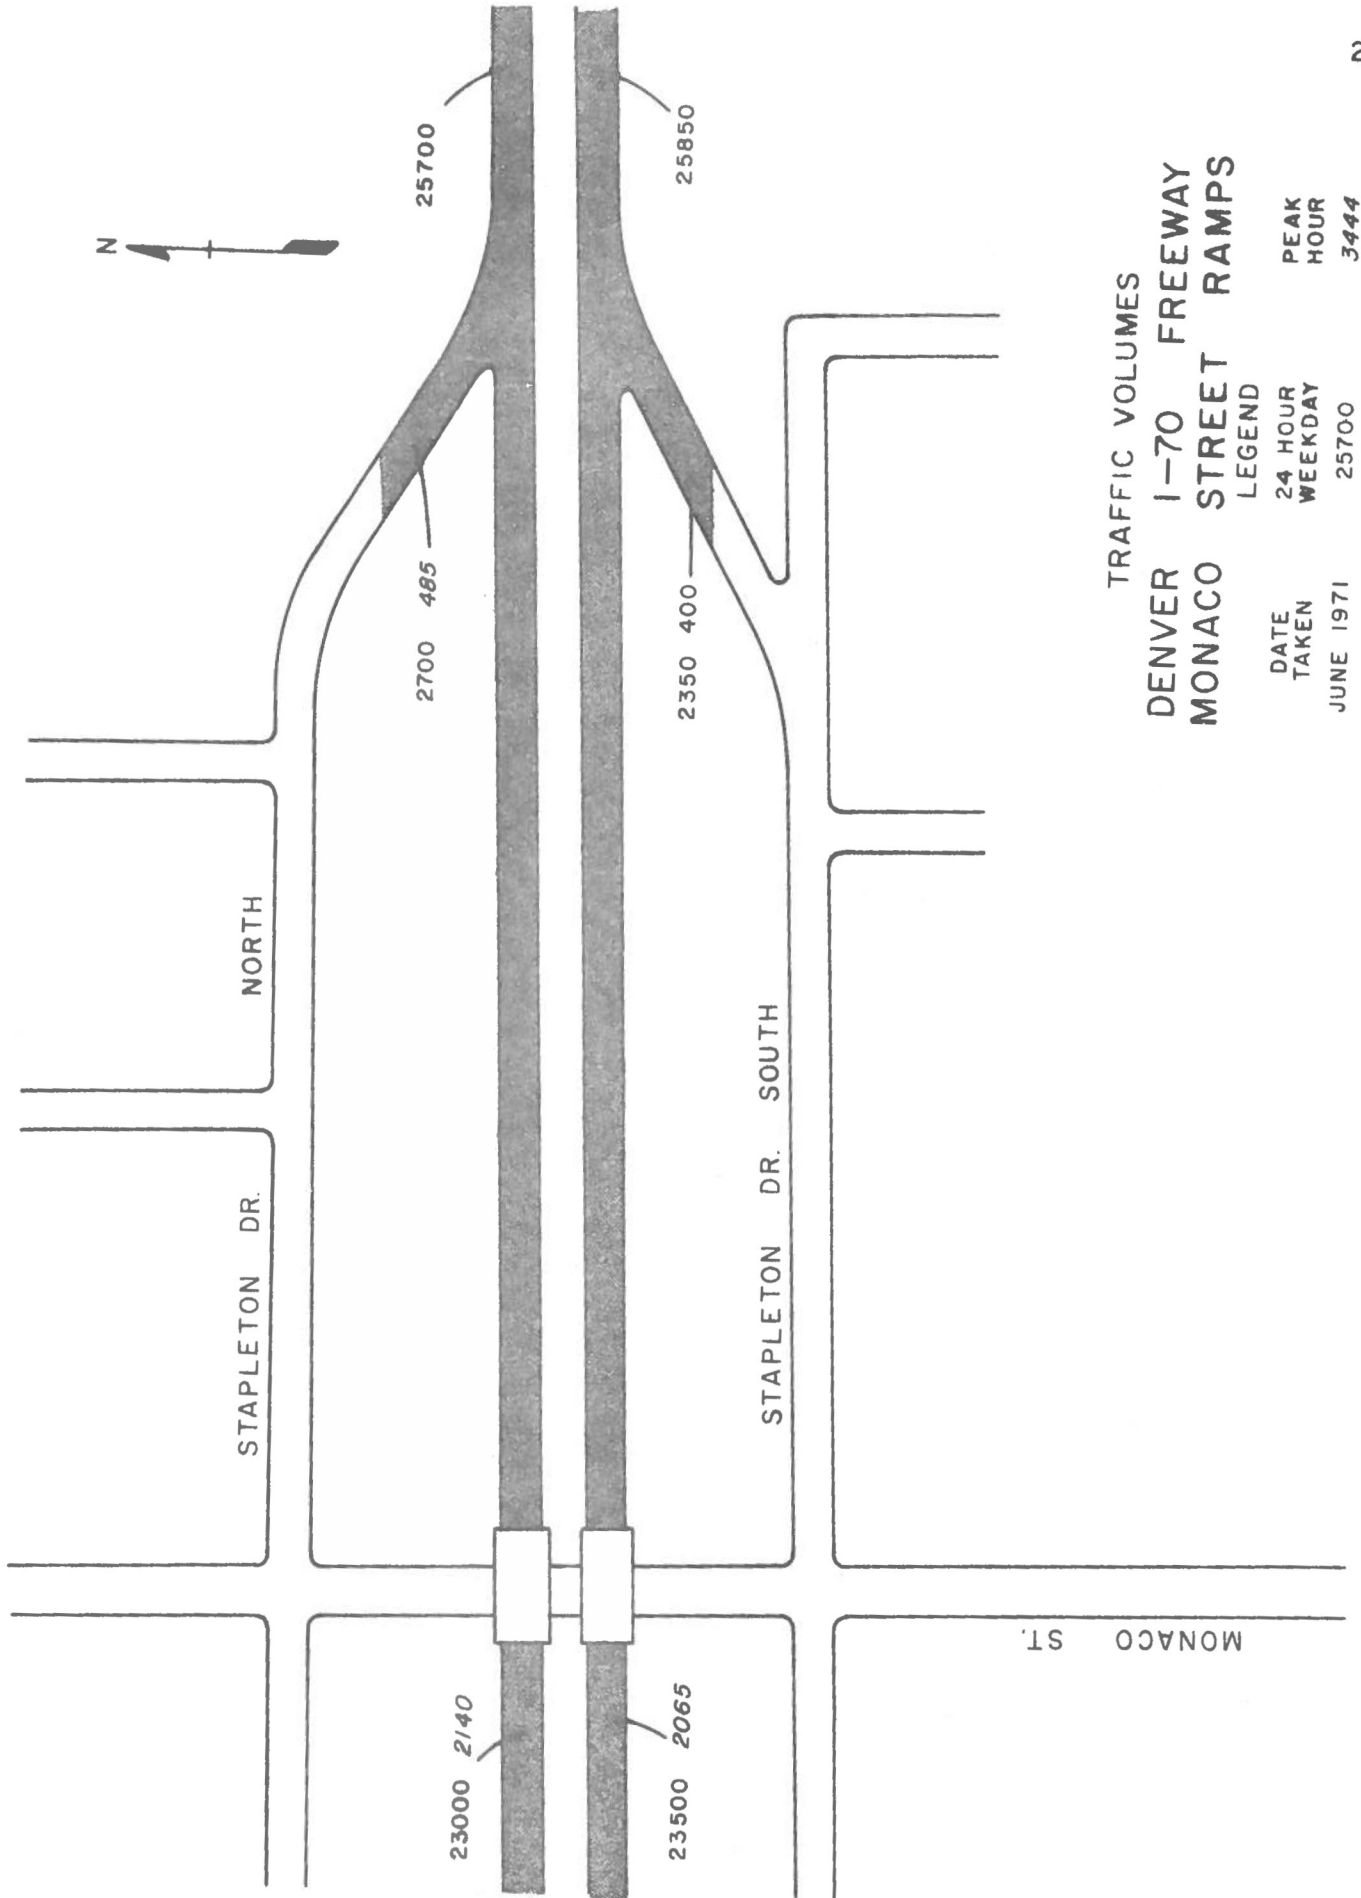 N
25700
25850
2700 485
2350 400
STAPLETON DR. NORTH
STAPLETON DR. SOUTH
23000 2140
23500 2065
MONACO ST.
TRAFFIC VOLUMES
DENVER I-70 FREEWAY
MONACO STREET RAMPS
LEGEND
DATE TAKEN
24 HOUR WEEKDAY
PEAK HOUR
JUNE 1971
25700
3444
2